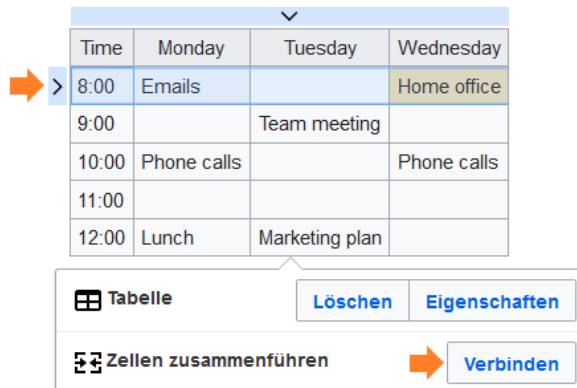 Time Monday Tuesday Wednesday
8:00 Emails Home office
9:00 Team meeting
10:00 Phone calls Phone calls
11:00
12:00 Lunch Marketing plan
Tabelle Löschen Eigenschaften
Zellen zusammenführen Verbinden